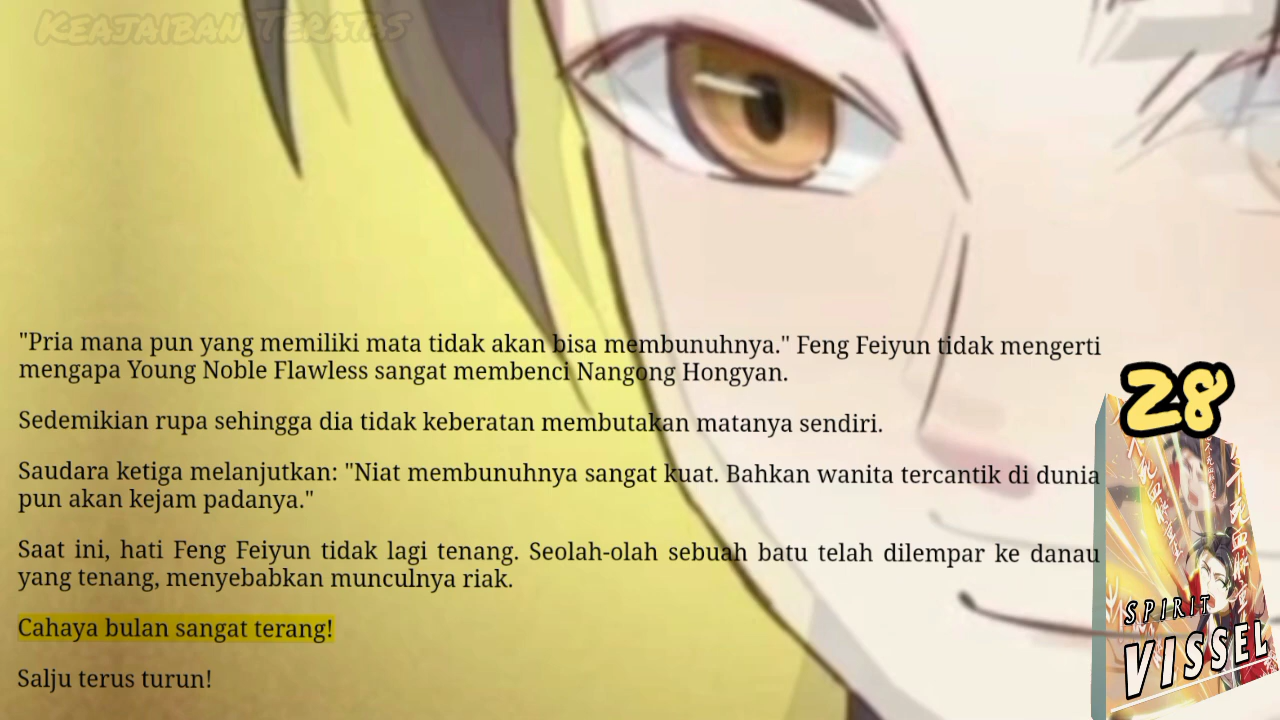 KEAJAIBAN TERATAS
"Pria mana pun yang memiliki mata tidak akan bisa membunuhnya." Feng Feiyun tidak mengerti
mengapa Young Noble Flawless sangat membenci Nangong Hongyan.
Sedemikian rupa sehingga dia tidak keberatan membutakan matanya sendiri.
Saudara ketiga melanjutkan: "Niat membunuhnya sangat kuat. Bahkan wanita tercantik di dunia
pun akan kejam padanya."
Saat ini, hati Feng Feiyun tidak lagi tenang. Seolah-olah sebuah batu telah dilempar ke danau
yang tenang, menyebabkan munculnya riak.
Cahaya bulan sangat terang!
Salju terus turun!
28
SPIRIT
VISSEL